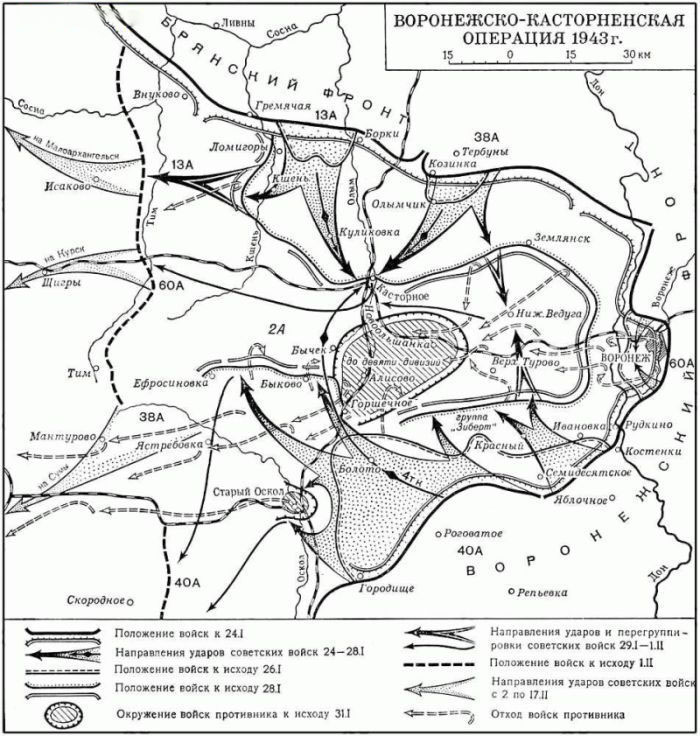 ВОРОНЕЖСКО-КАСТОРНЕНСКАЯ
ОПЕРАЦИЯ 1943 г.
15 0 15 30 км
Ливны
БРЯНСКИЙ ФРОНТ
Внуково
Гремячая
Сосна
Сосна
Тим
13А
Борки
Ломигоры
38А
Тербуны
Козинка
Дон
на Малоархангельск
13А
Исаково
Тим
Кшень
Олым
Олымчик
Куликовка
Кшень
Землянск
на Курск
Щигры
60А
Касторное
Воронеж
2А
Новоольшанка
Ниж. Ведуга
Бычек
до девяти дивизий
Верх. Турово
ВОРОНЕЖ
60А
Тим
Ефросиновка
Быково
Алисово
Горшечное
38А
группа
"Зиберт"
Ивановка
Рудкино
Мантурово
Ястребовка
Красный
Костенки
на Сумы
Болото
4тк
Семидесятское
Старый Оскол
Яблочное
Роговатое
40А
ВОРОНЕЖСКИЙ ФРОНТ
40А
Оскол
Городище
Дон
Скородное
Репьевка
Положение войск к 24.I
Направления ударов советских войск 24—28.I
Положение войск к исходу 26.I
Положение войск к исходу 28.I
Окружение войск противника к исходу 31.I
Направления ударов и перегруппи-
ровки советских войск 29.I—1.II
Положение войск к исходу 1.II
Направления ударов советских войск
с 2 по 17.II
Отход войск противника